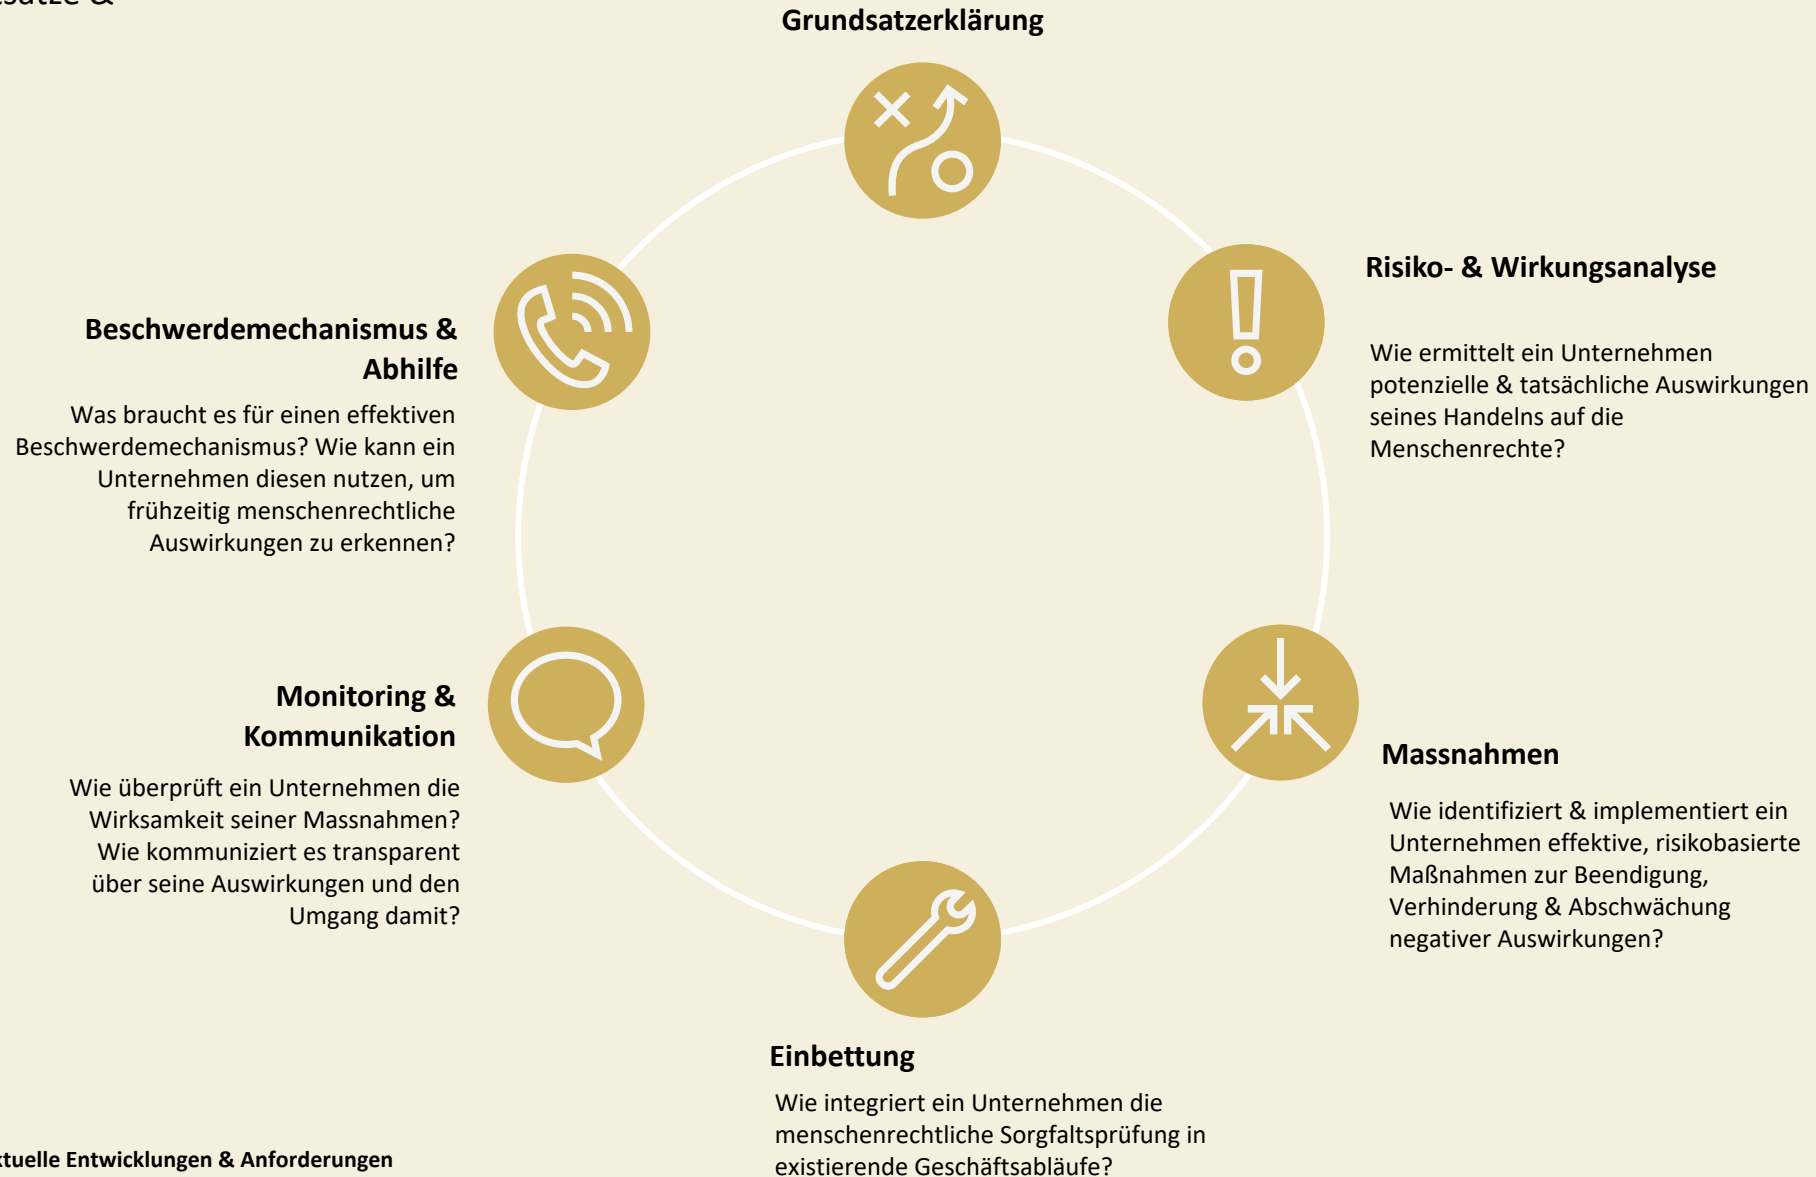 Grundsatzerklärung
Risiko- & Wirkungsanalyse
Wie ermittelt ein Unternehmen
potenzielle & tatsächliche Auswirkungen
seines Handelns auf die
Menschenrechte?
Massnahmen
Wie identifiziert & implementiert ein
Unternehmen effektive, risikobasierte
Maßnahmen zur Beendigung,
Verhinderung & Abschwächung
negativer Auswirkungen?
Einbettung
Wie integriert ein Unternehmen die
menschenrechtliche Sorgfaltsprüfung in
existierende Geschäftsabläufe?
Monitoring &
Kommunikation
Wie überprüft ein Unternehmen die
Wirksamkeit seiner Massnahmen?
Wie kommuniziert es transparent
über seine Auswirkungen und den
Umgang damit?
Beschwerdemechanismus &
Abhilfe
Was braucht es für einen effektiven
Beschwerdemechanismus? Wie kann ein
Unternehmen diesen nutzen, um
frühzeitig menschenrechtliche
Auswirkungen zu erkennen?
Entwicklungen & Anforderungen